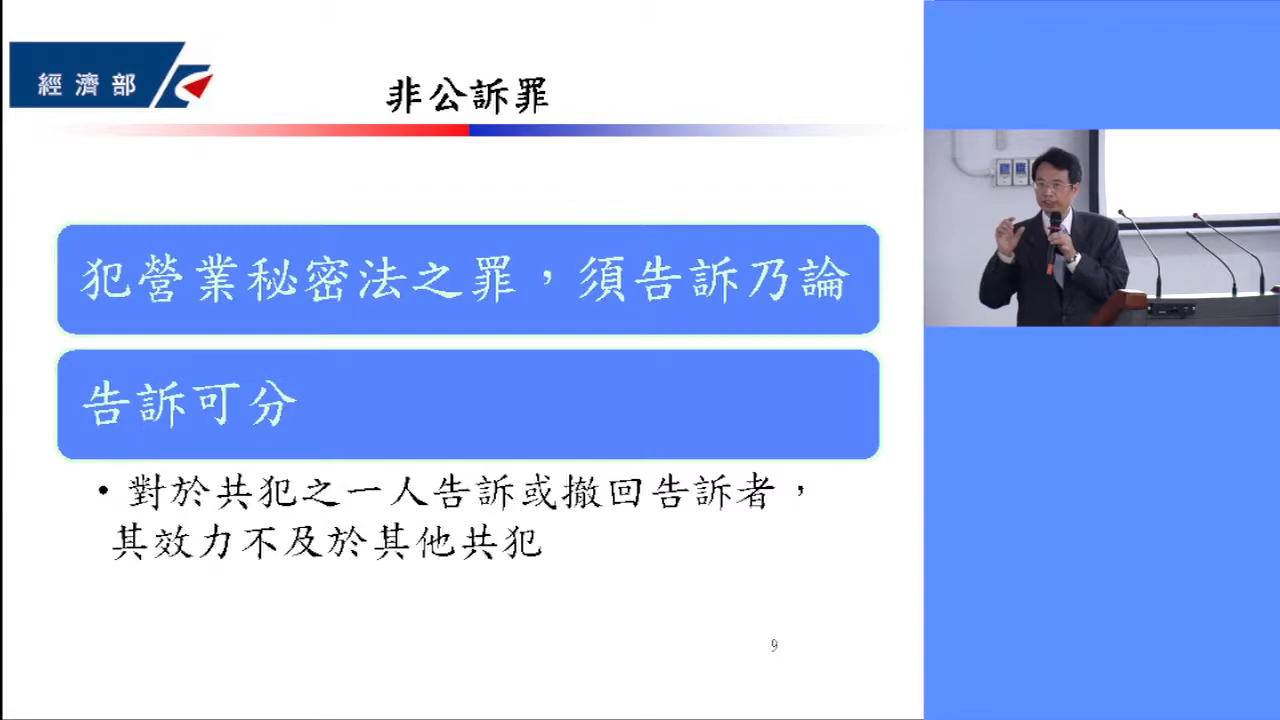 經濟部
非公訴罪
犯營業秘密法之罪，須告訴乃論
告訴可分
• 對於共犯之一人告訴或撤回告訴者，
其效力不及於其他共犯
9